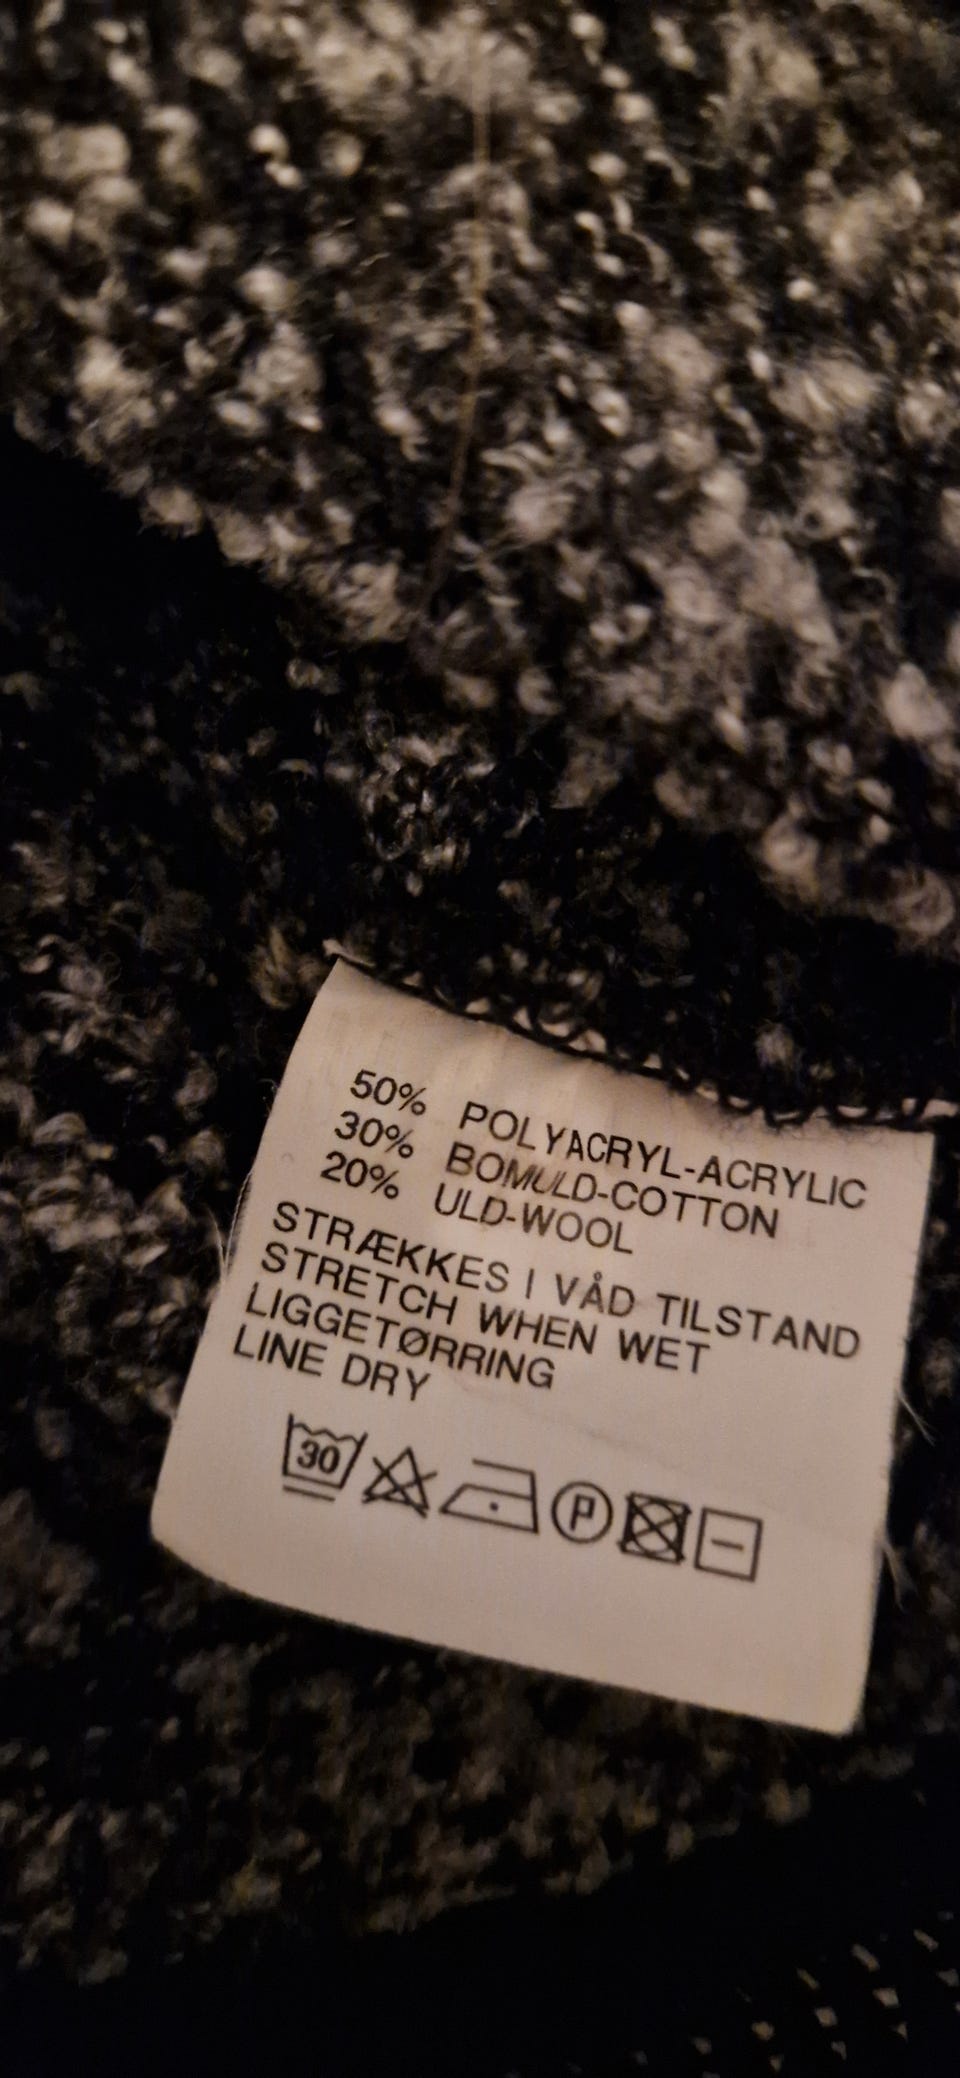 50% POLYACRYL-ACRYLIC
30% BOMULD-COTTON
20% ULD-WOOL
STRÆKKES I VÅD TILSTAND
STRETCH WHEN WET
LIGGETØRRING
LINE DRY
30 P